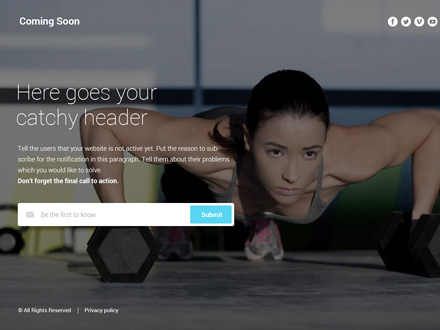 Coming Soon
Here goes your
catchy header
Tell the users that your website is not active yet. Put the reason to sub-
scribe for the notification in this paragraph. Tell them about their problems
which you would like to solve.
Don't forget the final call to action.
Be the first to know
Submit
© All Rights Reserved | Privacy policy